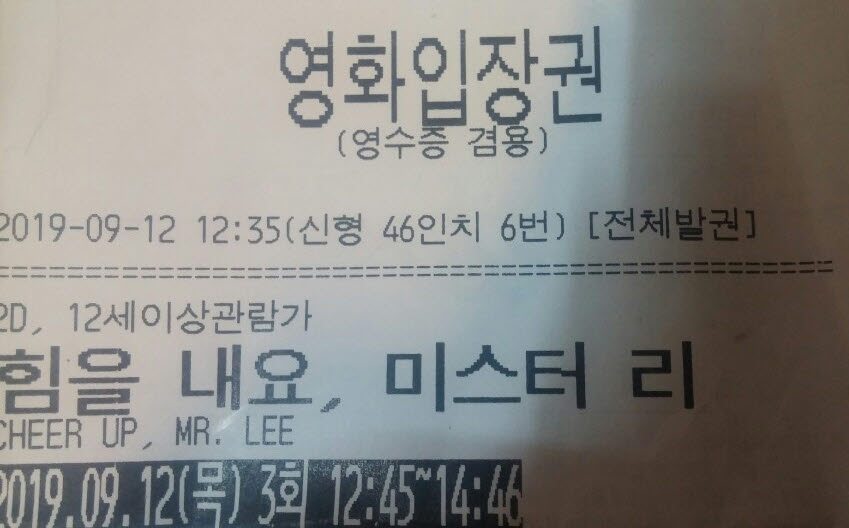 영화입장권
(영수증 겸용)
2019-09-12 12:35(신형 46인치 6번) [전체발권]
================================================
2D, 12세이상관람가
힘을 내요, 미스터 리
CHEER UP, MR. LEE
2019.09.12(목) 3회 12:45~14:46